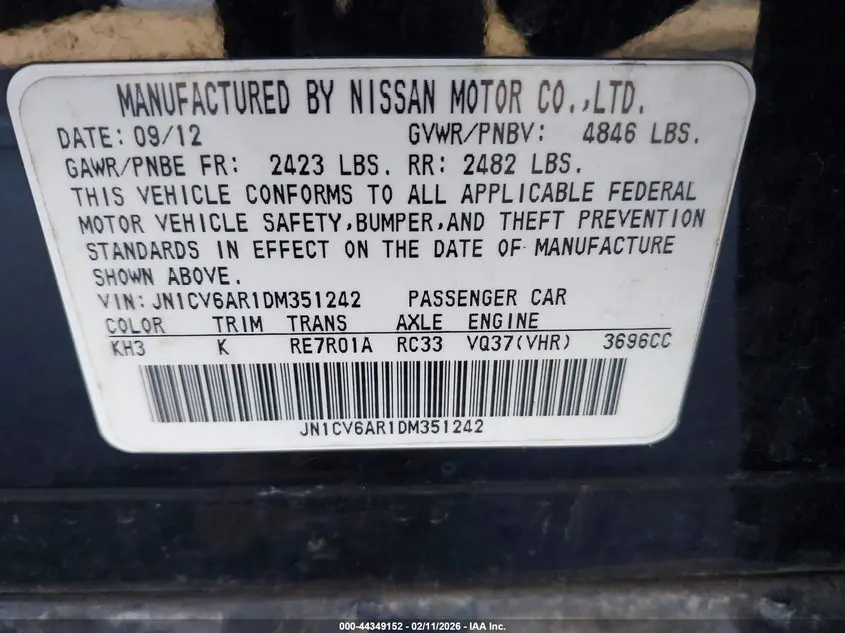 MANUFACTURED BY NISSAN MOTOR CO.,LTD.
DATE: 09/12 GVWR/PNBV: 4846 LBS.
GAWR/PNBE FR: 2423 LBS. RR: 2482 LBS.
THIS VEHICLE CONFORMS TO ALL APPLICABLE FEDERAL
MOTOR VEHICLE SAFETY,BUMPER,AND THEFT PREVENTION
STANDARDS IN EFFECT ON THE DATE OF MANUFACTURE
SHOWN ABOVE.
VIN: JN1CV6AR1DM351242 PASSENGER CAR
COLOR TRIM TRANS AXLE ENGINE
KH3 K RE7R01A RC33 VQ37(VHR) 3696CC
JN1CV6AR1DM351242
000-44349152 - 02/11/2026 - IAA Inc.